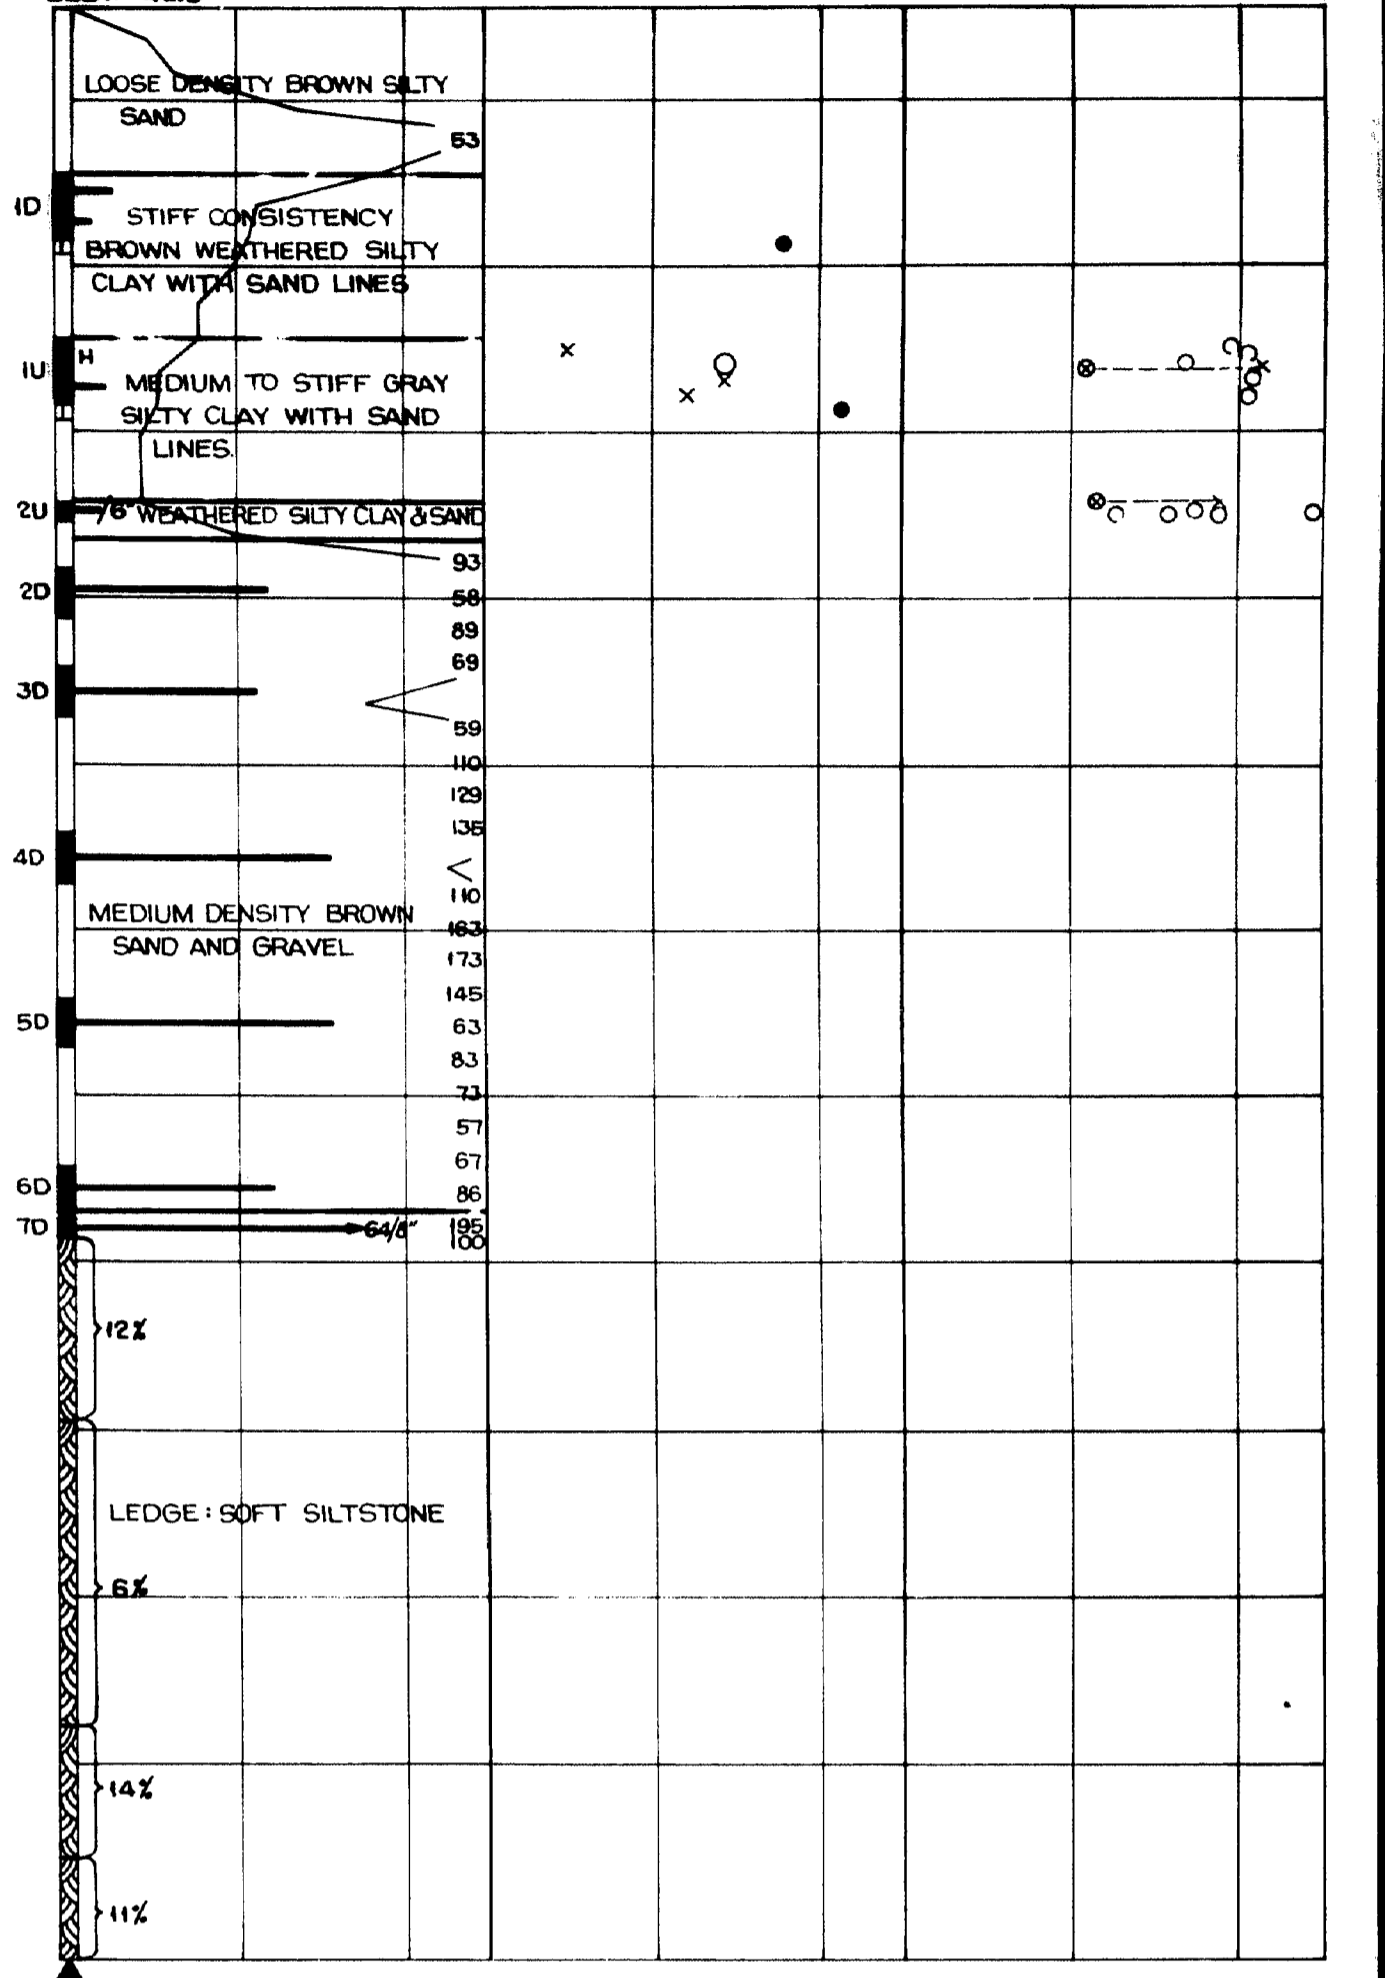 LOOSE DENSITY BROWN SILTY
SAND
53
1D
STIFF CONSISTENCY
BROWN WEATHERED SILTY
CLAY WITH SAND LINES
1U
H
MEDIUM TO STIFF GRAY
SILTY CLAY WITH SAND
LINES.
2U
/6" WEATHERED SILTY CLAY & SAND
93
2D
58
89
69
3D
59
110
129
135
4D
110
MEDIUM DENSITY BROWN
163
SAND AND GRAVEL
173
145
5D
63
83
73
57
67
6D
86
7D
64/8"
195
100
12%
LEDGE: SOFT SILTSTONE
6%
14%
11%